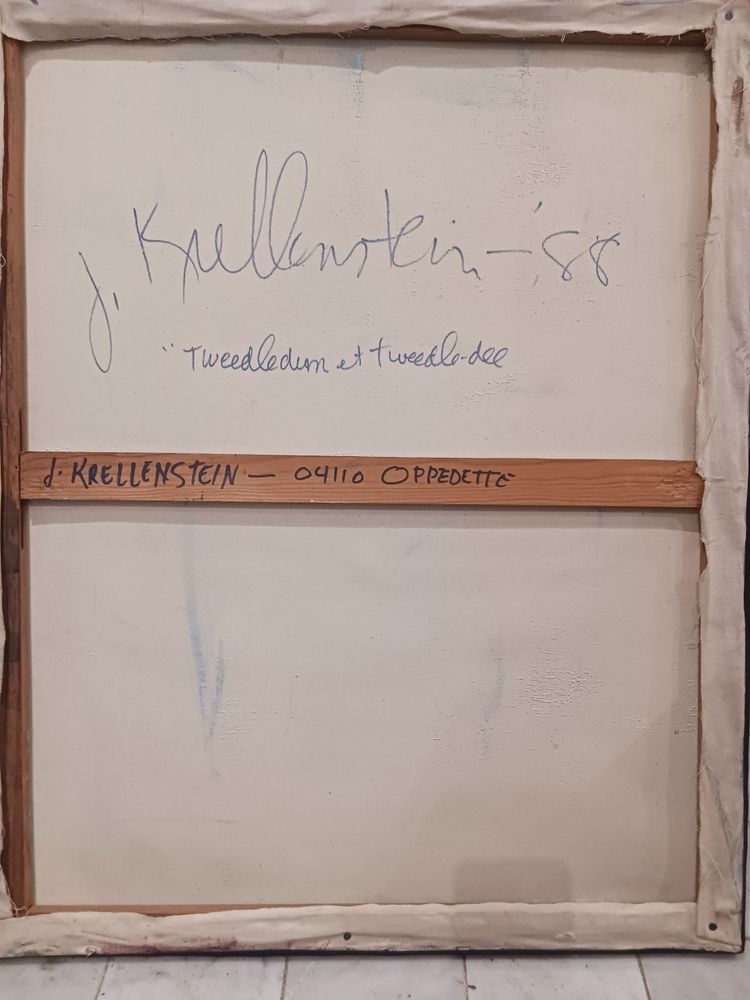 J. Krellenstein – '88
" Tweedledum et Tweedle-dee
J. KRELLENSTEIN — 04110 OPPEDETTE